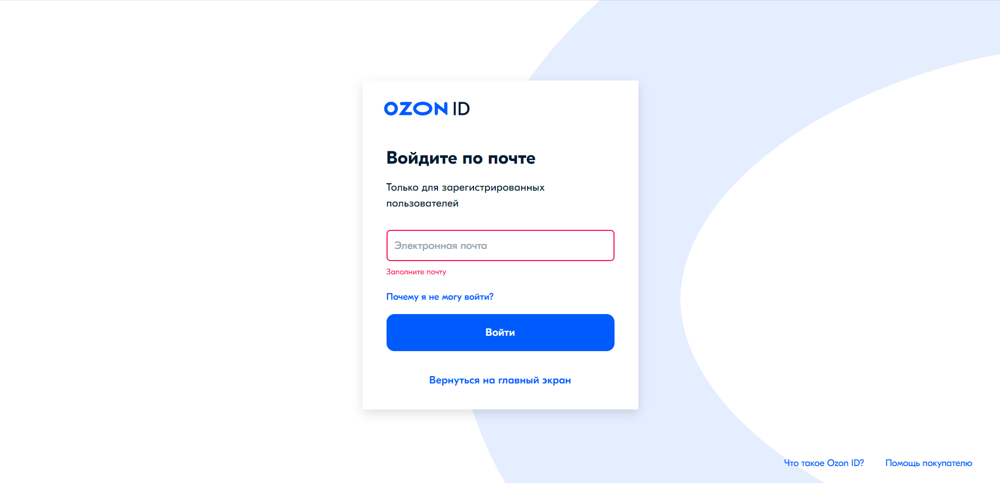 OZON ID
Войдите по почте
Только для зарегистрированных
пользователей
Электронная почта
Заполните почту
Почему я не могу войти?
Войти
Вернуться на главный экран
Что такое Ozon ID?
Помощь покупателю